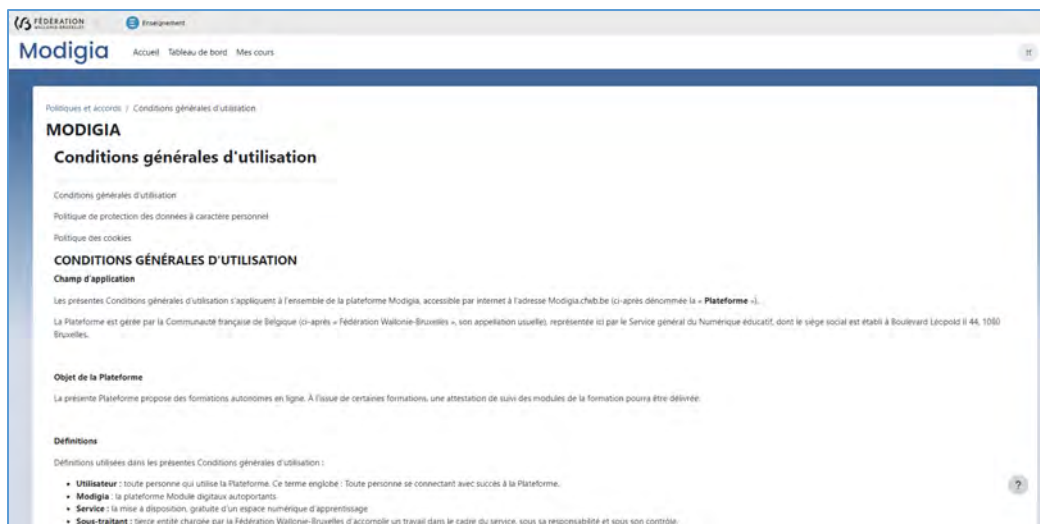 FÉDÉRATION
WALLONIE-BRUXELLES
Enseignement
Modigia
Accueil Tableau de bord Mes cours
Politiques et accords / Conditions générales d'utilisation
MODIGIA
Conditions générales d'utilisation
Conditions générales d'utilisation
Politique de protection des données à caractère personnel
Politique des cookies
CONDITIONS GÉNÉRALES D'UTILISATION
Champ d'application
Les présentes Conditions générales d'utilisation s'appliquent à l'ensemble de la plateforme Modigia, accessible par internet à l'adresse Modigia.cfwb.be (ci-après dénommée la « Plateforme »).
La Plateforme est gérée par la Communauté française de Belgique (ci-après « Fédération Wallonie-Bruxelles », son appellation usuelle), représentée ici par le Service général du Numérique éducatif, dont le siège social est établi à Boulevard Léopold II 44, 1080
Bruxelles.
Objet de la Plateforme
La présente Plateforme propose des formations autonomes en ligne. À l'issue de certaines formations, une attestation de suivi des modules de la formation pourra être délivrée.
Définitions
Définitions utilisées dans les présentes Conditions générales d'utilisation :
• Utilisateur : toute personne qui utilise la Plateforme. Ce terme englobe : Toute personne se connectant avec succès à la Plateforme.
• Modigia : la plateforme Module digitaux autoportants
• Service : la mise à disposition, gratuite d'un espace numérique d'apprentissage
• Sous-traitant : tierce entité chargée par la Fédération Wallonie-Bruxelles d'accomplir un travail dans le cadre du service, sous sa responsabilité et sous son contrôle.
?